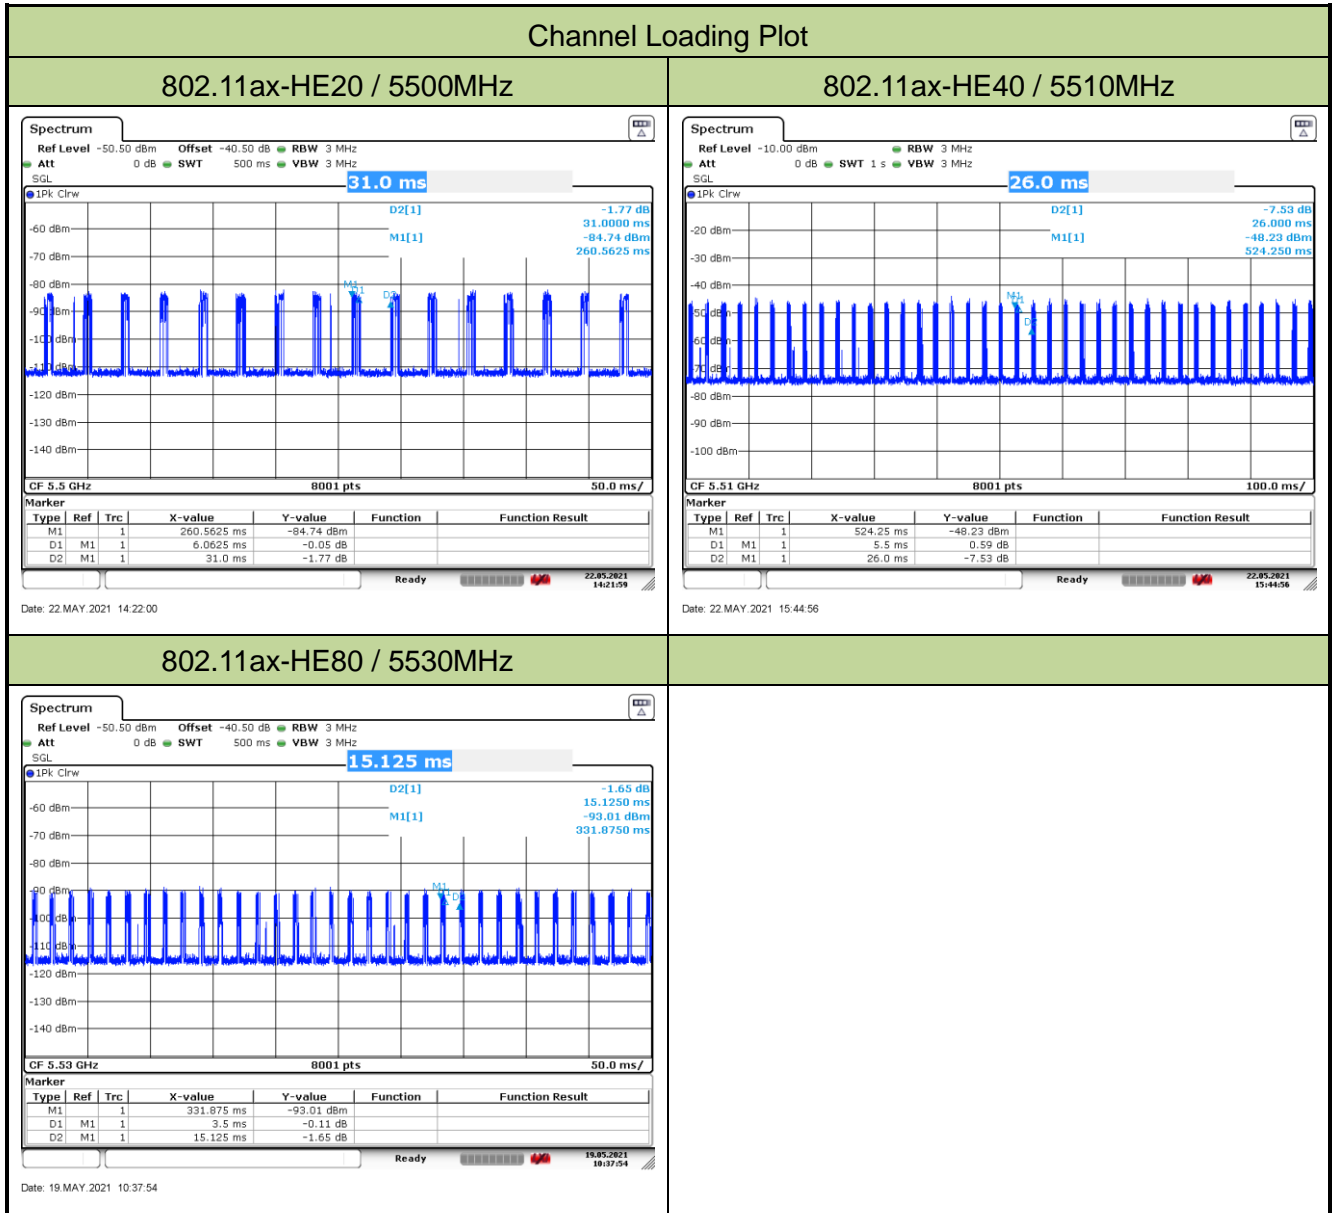 Channel Loading Plot
802.11ax-HE20 / 5500MHz
802.11ax-HE40 / 5510MHz
Spectrum
Ref Level -50.50 dBm Offset -40.50 dB RBW 3 MHz
Att 0 dB SWT 500 ms VBW 3 MHz
SGL
31.0 ms
1Pk Clrw
D2[1] -1.77 dB
31.0000 ms
M1[1] -84.74 dBm
260.5625 ms
-60 dBm
-70 dBm
-80 dBm
M1
D1
-90 dBm
-100 dBm
-120 dBm
-130 dBm
-140 dBm
CF 5.5 GHz 8001 pts 50.0 ms/
Marker
Type Ref Trc X-value Y-value Function Function Result
M1 1 260.5625 ms -84.74 dBm
D1 M1 1 6.0625 ms -0.05 dB
D2 M1 1 31.0 ms -1.77 dB
Ready 22.05.2021
14:21:59
Date: 22.MAY.2021 14:22:00
Spectrum
Ref Level -10.00 dBm RBW 3 MHz
Att 0 dB SWT 1 s VBW 3 MHz
SGL
26.0 ms
1Pk Clrw
D2[1] -7.53 dB
26.000 ms
M1[1] -48.23 dBm
524.250 ms
-20 dBm
-30 dBm
-40 dBm
M1
-80 dBm
-90 dBm
-100 dBm
CF 5.51 GHz 8001 pts 100.0 ms/
Marker
Type Ref Trc X-value Y-value Function Function Result
M1 1 524.25 ms -48.23 dBm
D1 M1 1 5.5 ms 0.59 dB
D2 M1 1 26.0 ms -7.53 dB
Ready 22.05.2021
15:44:56
Date: 22.MAY.2021 15:44:56
802.11ax-HE80 / 5530MHz
Spectrum
Ref Level -50.50 dBm Offset -40.50 dB RBW 3 MHz
Att 0 dB SWT 500 ms VBW 3 MHz
SGL
15.125 ms
1Pk Clrw
D2[1] -1.65 dB
15.1250 ms
M1[1] -93.01 dBm
331.8750 ms
-60 dBm
-70 dBm
-80 dBm
-90 dBm
M1
-120 dBm
-130 dBm
-140 dBm
CF 5.53 GHz 8001 pts 50.0 ms/
Marker
Type Ref Trc X-value Y-value Function Function Result
M1 1 331.875 ms -93.01 dBm
D1 M1 1 3.5 ms -0.11 dB
D2 M1 1 15.125 ms -1.65 dB
Ready 19.05.2021
10:37:54
Date: 19.MAY.2021 10:37:54